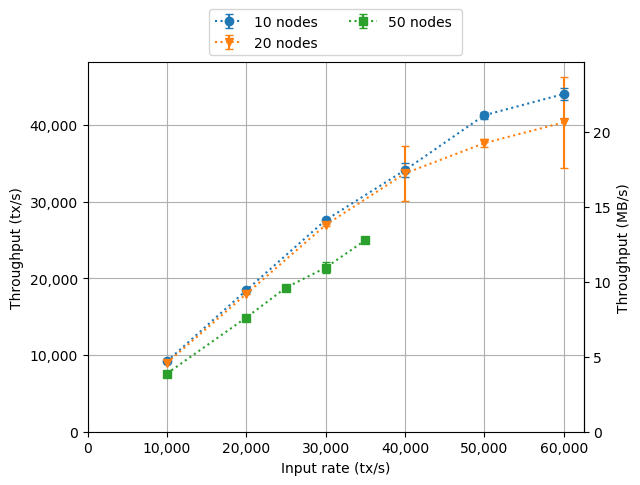 10 nodes
20 nodes
50 nodes
Throughput (tx/s)
40,000
30,000
20,000
10,000
0
20
15
10
5
0
Throughput (MB/s)
0 10,000 20,000 30,000 40,000 50,000 60,000
Input rate (tx/s)